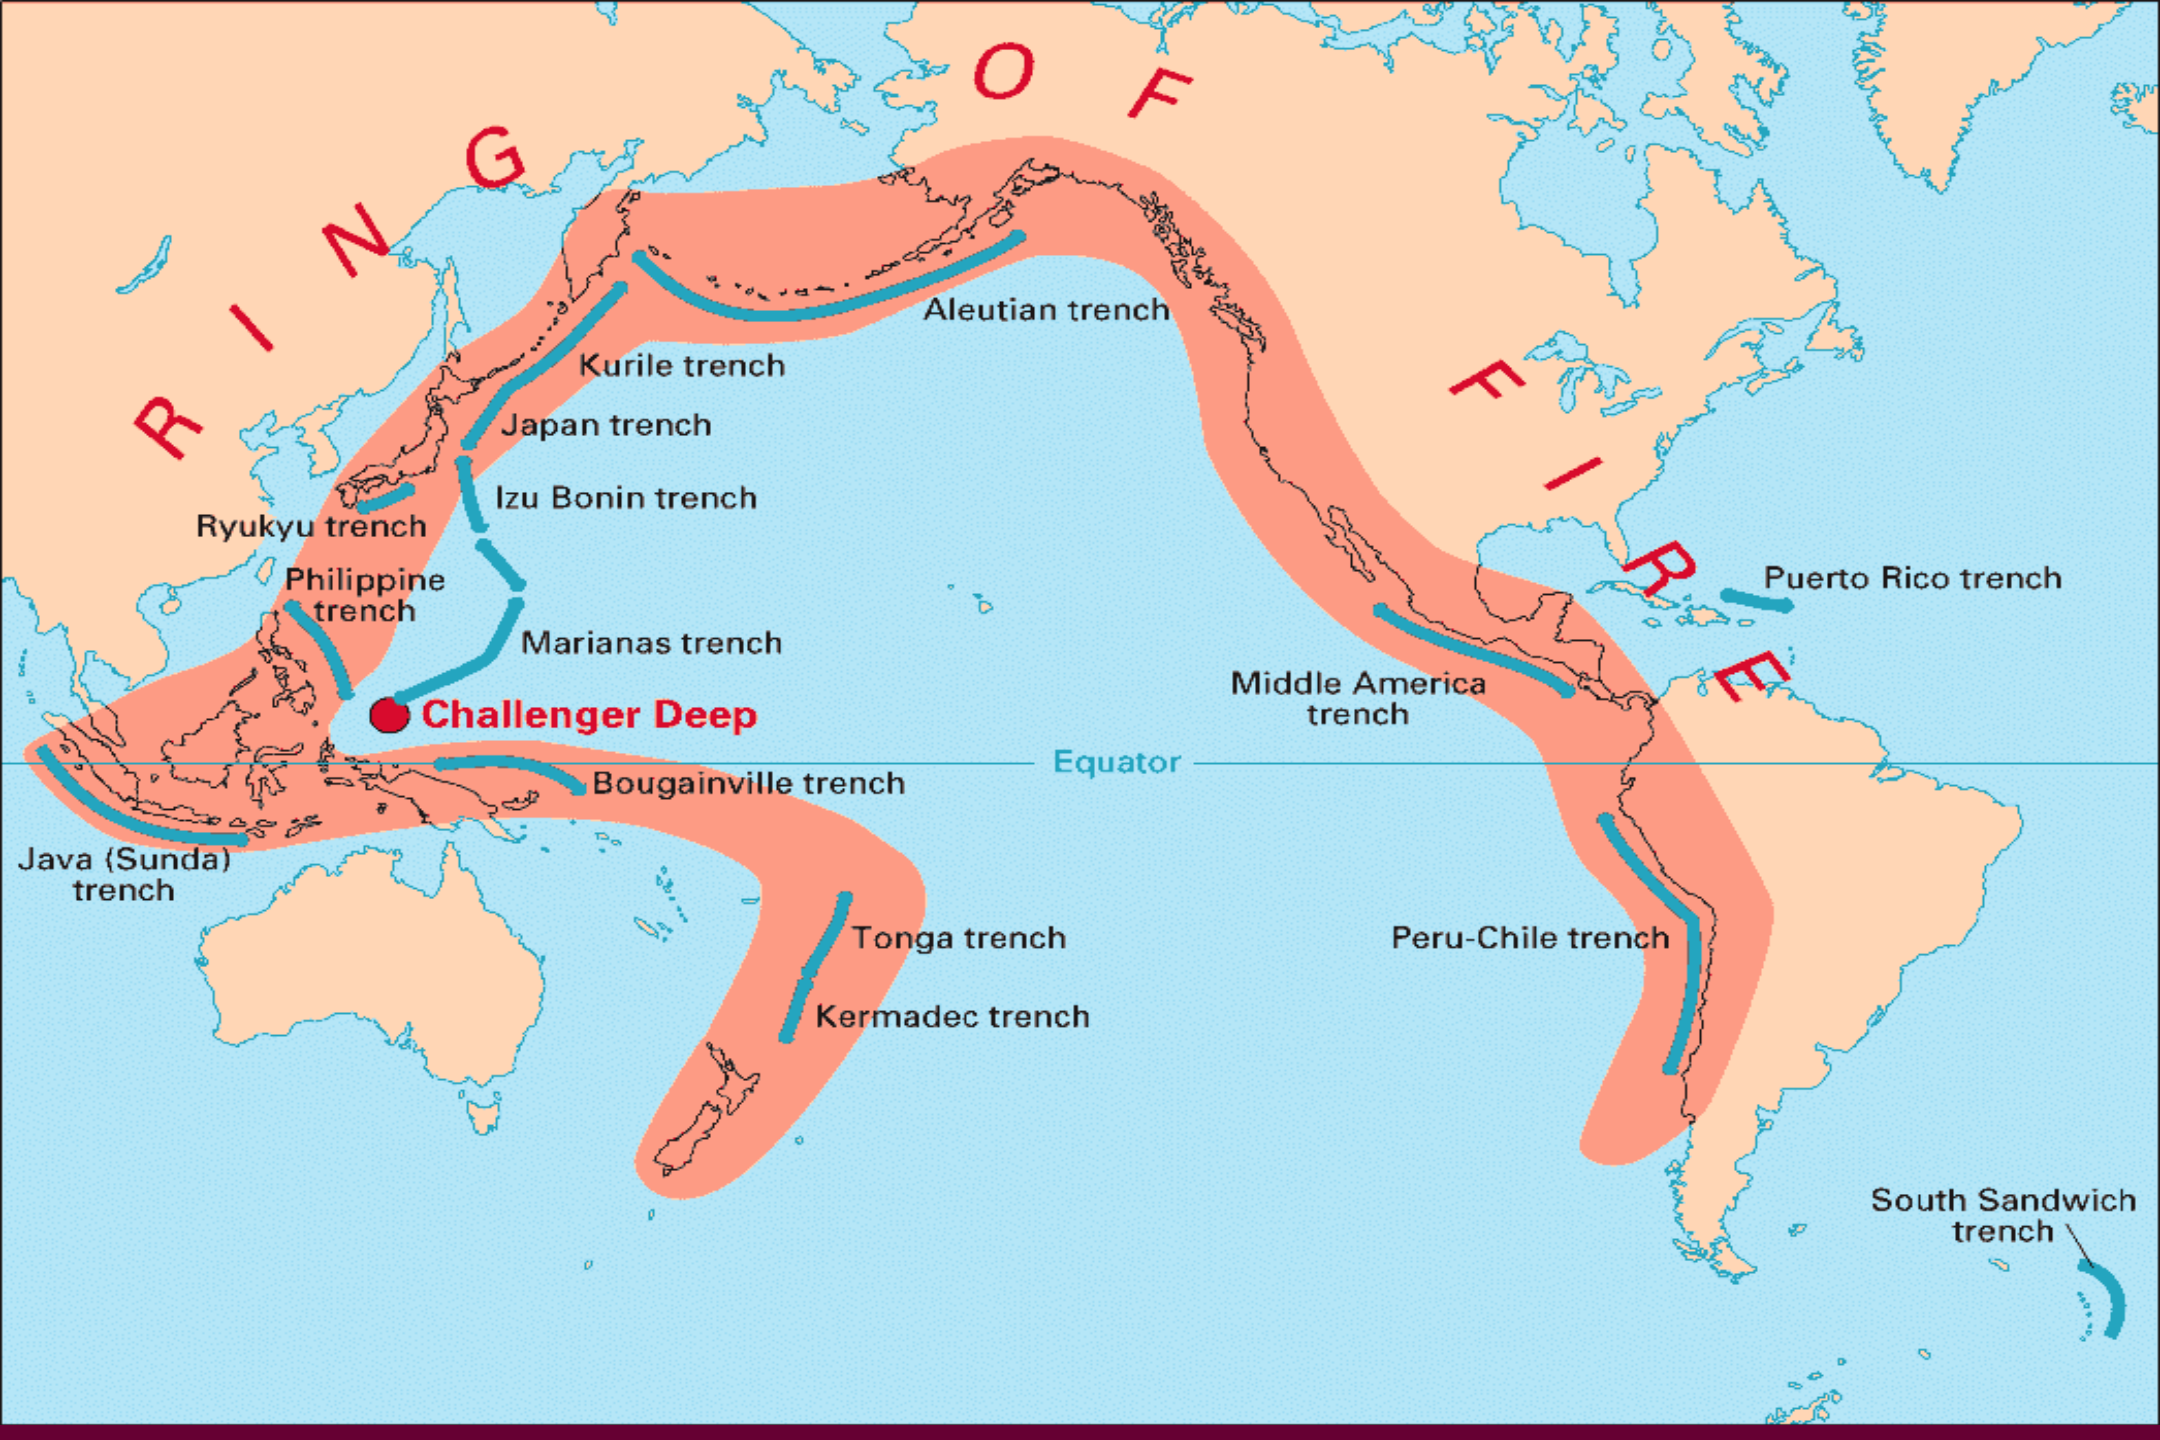 RING OF FIRE
Aleutian trench
Kurile trench
Japan trench
Izu Bonin trench
Ryukyu trench
Philippine
trench
Marianas trench
Challenger Deep
Puerto Rico trench
Middle America
trench
Equator
Bougainville trench
Java (Sunda)
trench
Tonga trench
Kermadec trench
Peru-Chile trench
South Sandwich
trench